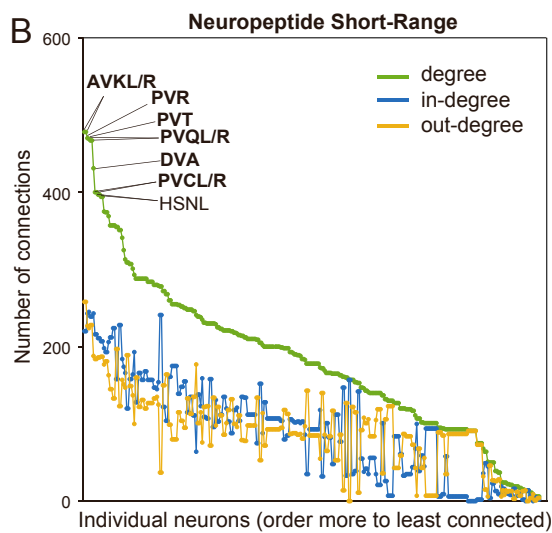 B
Neuropeptide Short-Range
600
400
200
0
Number of connections
AVKL/R
PVR
PVT
PVQL/R
DVA
PVCL/R
HSNL
degree
in-degree
out-degree
Individual neurons (order more to least connected)